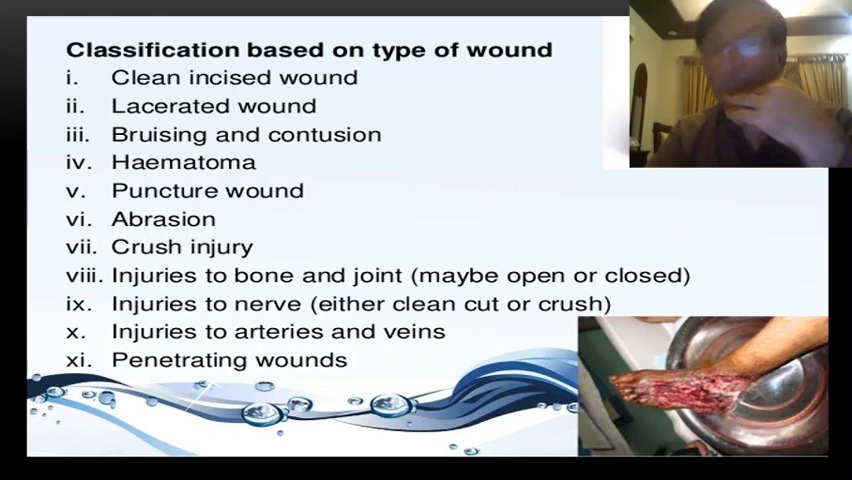 Classification based on type of wound
i. Clean incised wound
ii. Lacerated wound
iii. Bruising and contusion
iv. Haematoma
v. Puncture wound
vi. Abrasion
vii. Crush injury
viii. Injuries to bone and joint (maybe open or closed)
ix. Injuries to nerve (either clean cut or crush)
x. Injuries to arteries and veins
xi. Penetrating wounds